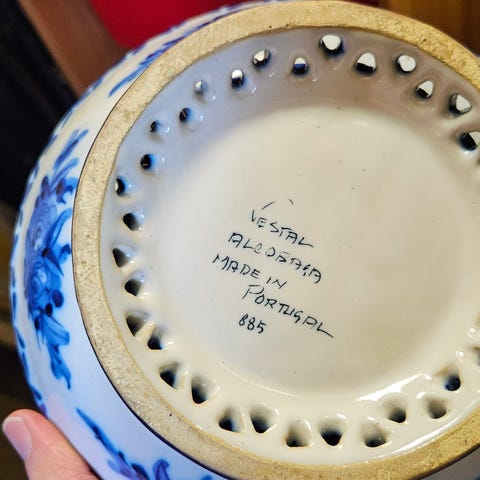 VESTAL
ALCOBAÇA
MADE IN
PORTUGAL
885